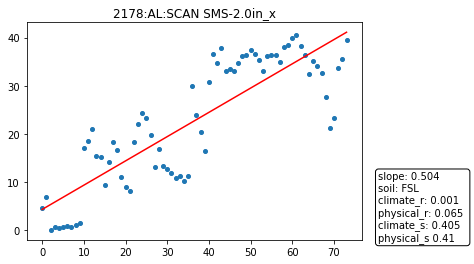 2178:AL:SCAN SMS-2.0in_x
40
30
20
10
0
0 10 20 30 40 50 60 70
slope: 0.504
soil: FSL
climate_r: 0.001
physical_r: 0.065
climate_s: 0.405
physical_s 0.41